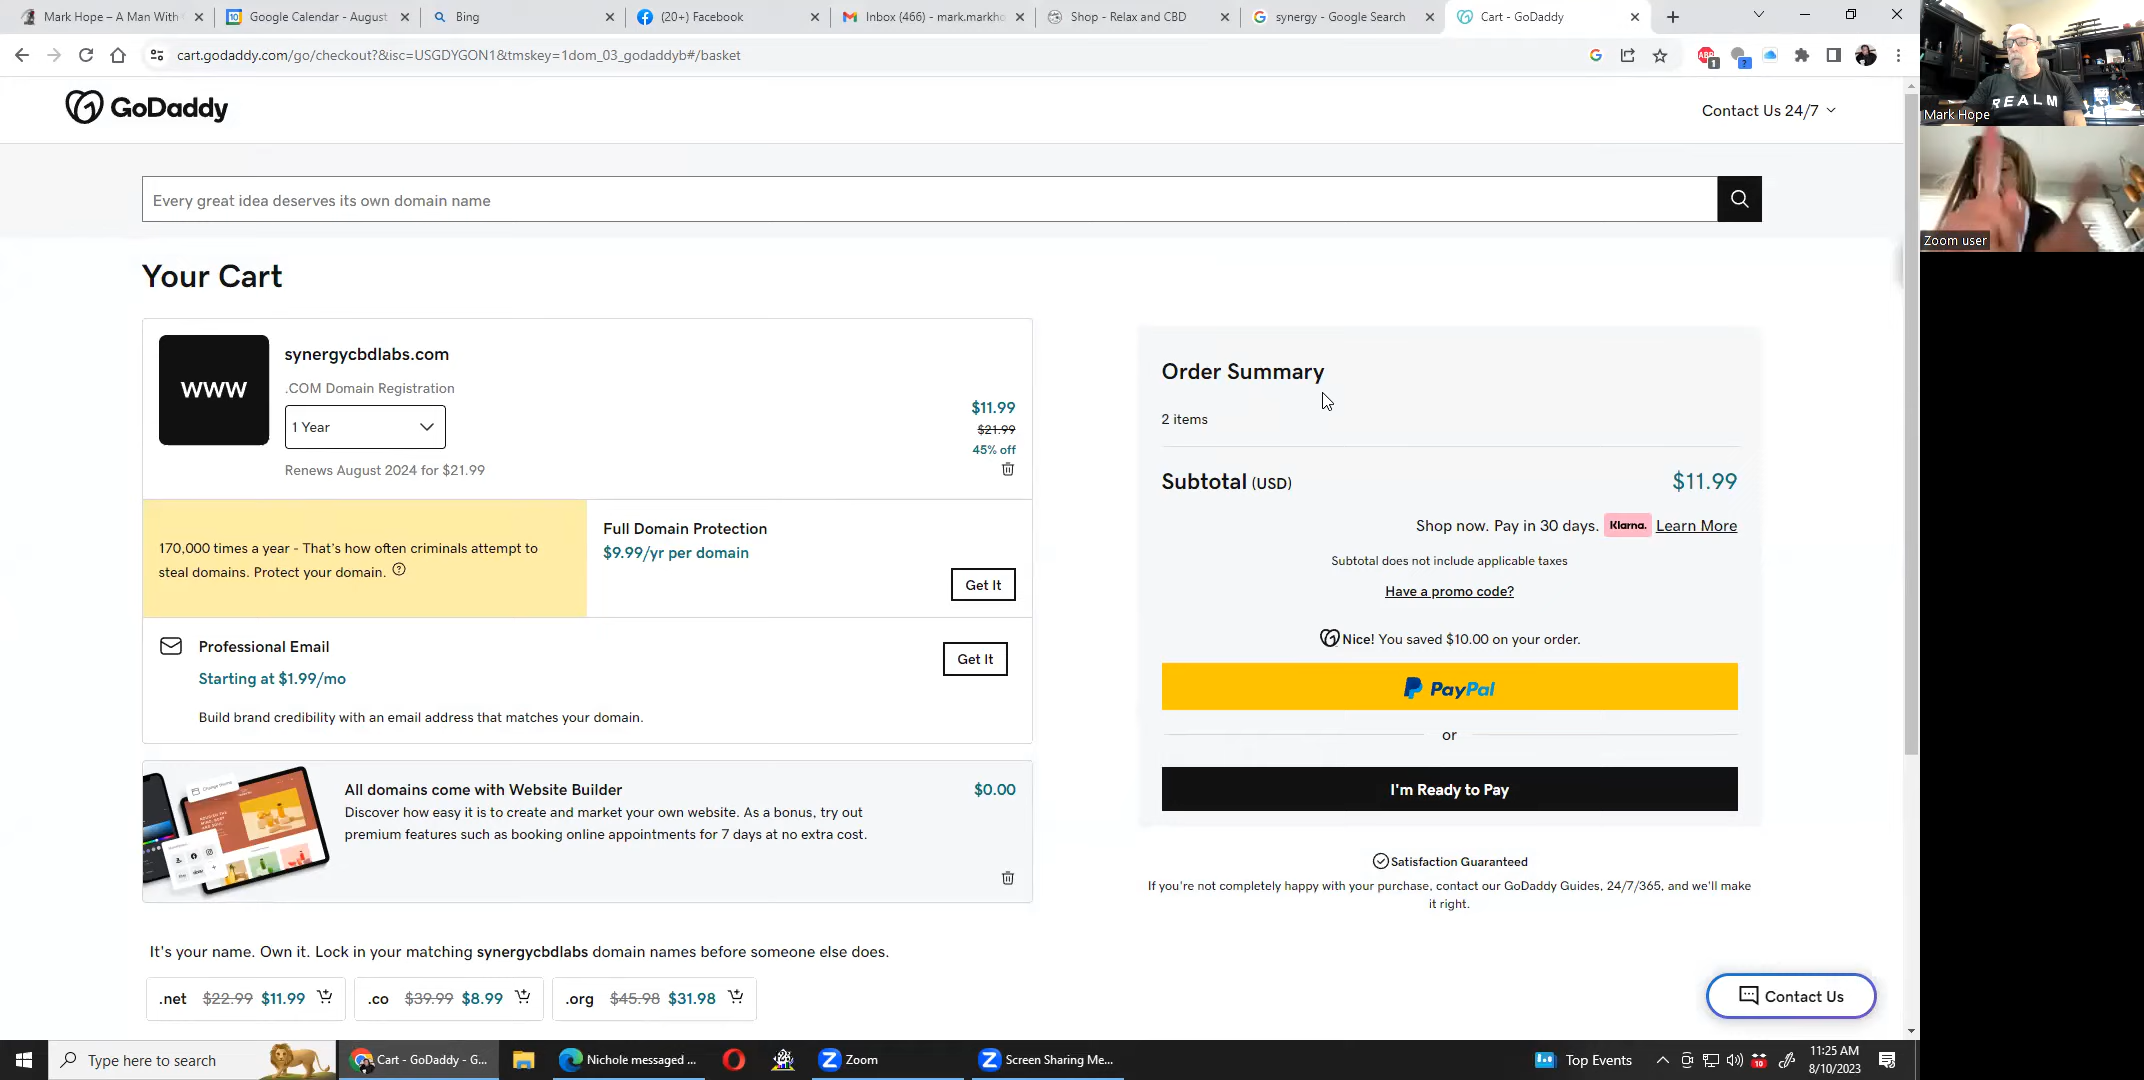 Mark Hope – A Man With
Google Calendar - August
Bing
(20+) Facebook
Inbox (466) - mark.markho
Shop - Relax and CBD
synergy - Google Search
Cart - GoDaddy
cart.godaddy.com/go/checkout?&isc=USGDYGON1&tmskey=1dom_03_godaddyb#/basket
GoDaddy
Contact Us 24/7
Every great idea deserves its own domain name
Your Cart
www
synergycbdlabs.com
.COM Domain Registration
1 Year
Renews August 2024 for $21.99
$11.99
$21.99
45% off
170,000 times a year - That's how often criminals attempt to
steal domains. Protect your domain.
Full Domain Protection
$9.99/yr per domain
Get It
Professional Email
Starting at $1.99/mo
Build brand credibility with an email address that matches your domain.
Get It
All domains come with Website Builder
Discover how easy it is to create and market your own website. As a bonus, try out
premium features such as booking online appointments for 7 days at no extra cost.
$0.00
It's your name. Own it. Lock in your matching synergycbdlabs domain names before someone else does.
.net $22.99 $11.99
.co $39.99 $8.99
.org $45.98 $31.98
Order Summary
2 items
Subtotal (USD) $11.99
Shop now. Pay in 30 days. Klarna. Learn More
Subtotal does not include applicable taxes
Have a promo code?
Nice! You saved $10.00 on your order.
PayPal
or
I'm Ready to Pay
Satisfaction Guaranteed
If you're not completely happy with your purchase, contact our GoDaddy Guides, 24/7/365, and we'll make
it right.
Contact Us
REALM
Mark Hope
Zoom user
Type here to search
Cart - GoDaddy - G...
Nichole messaged ...
Zoom
Screen Sharing Me...
Top Events
10
11:25 AM
8/10/2023